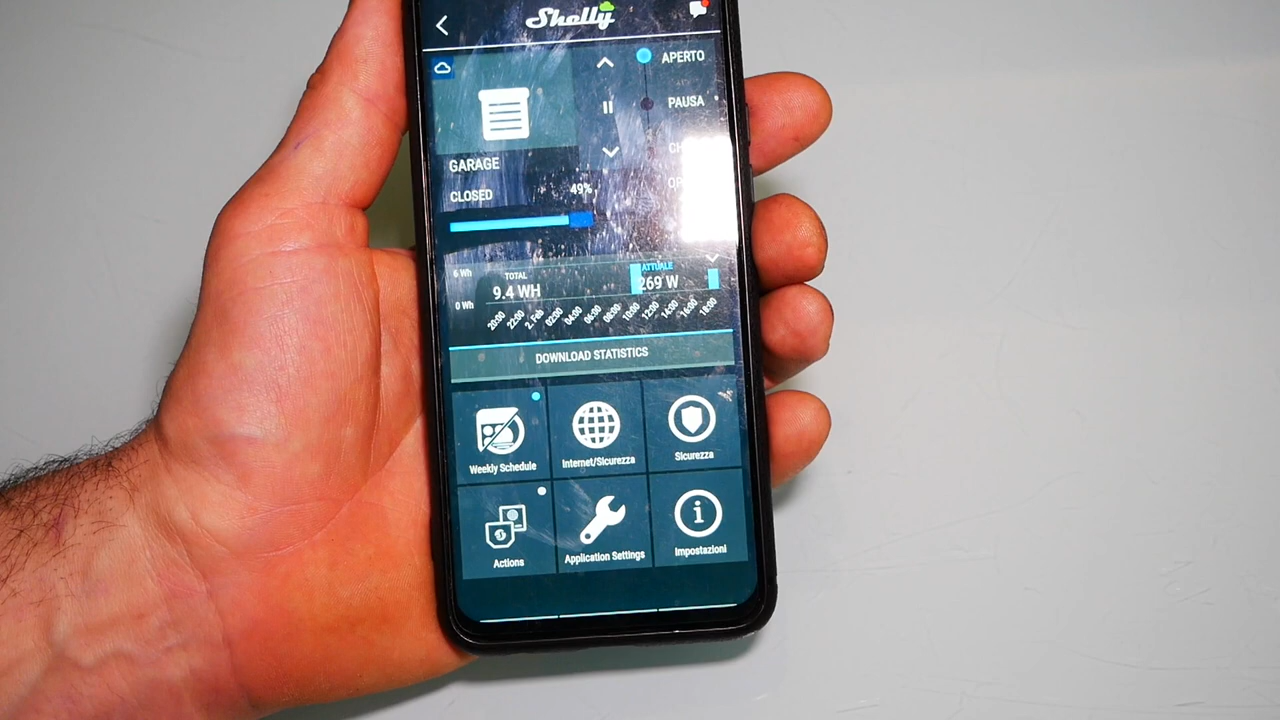 Shelly
APERTO
PAUSA
GARAGE
CLOSED 49%
6 Wh
0 Wh
TOTAL
9.4 WH
ATTUALE
269 W
20:00 22:00 2. Feb 02:00 04:00 06:00 08:00 10:00 12:00 14:00 16:00 18:00
DOWNLOAD STATISTICS
Weekly Schedule
Internet/Sicurezza
Sicurezza
Actions
Application Settings
Impostazioni